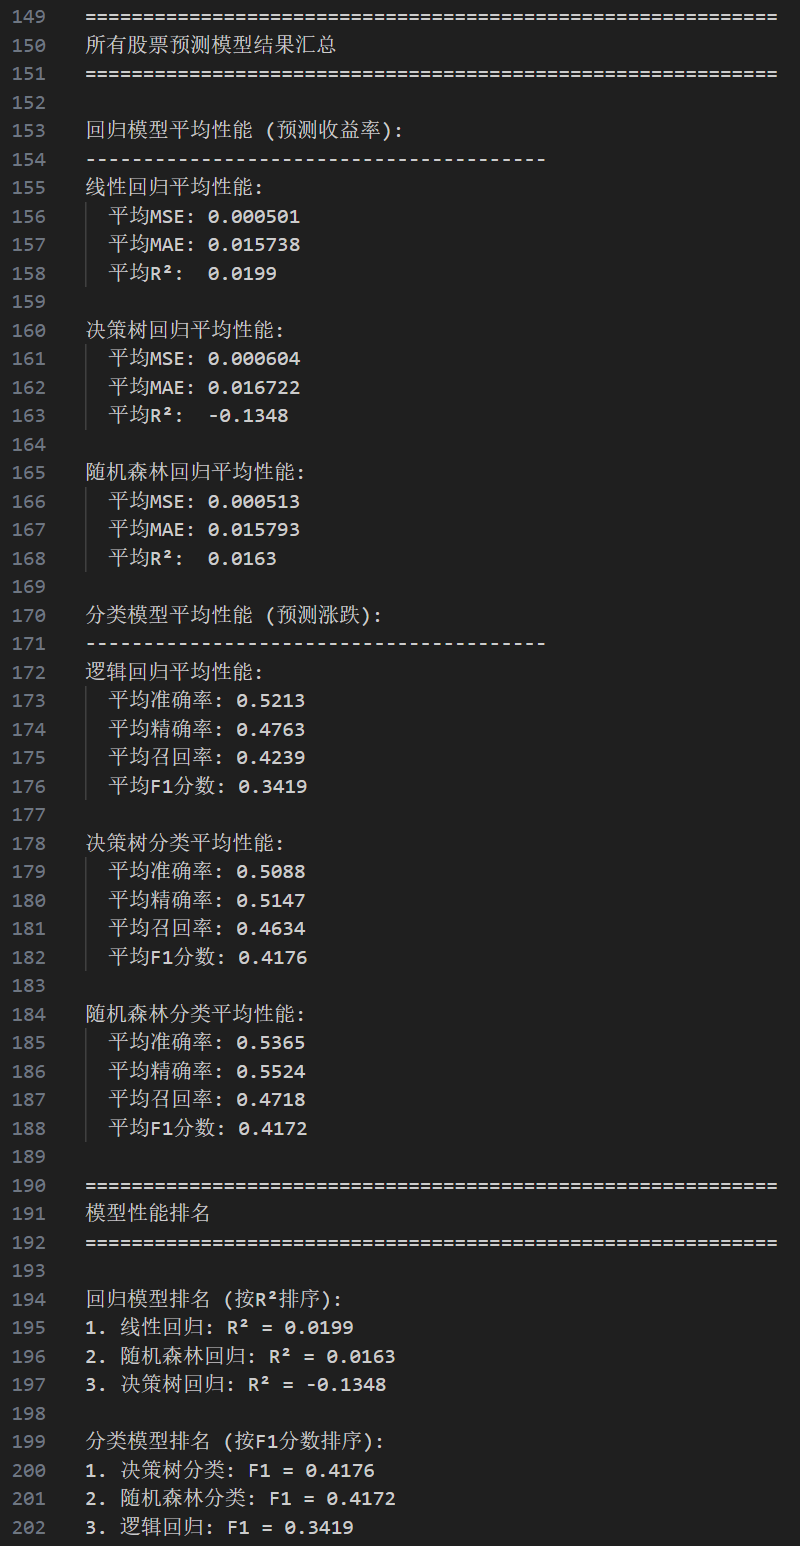 149 ============================================================
150 所有股票预测模型结果汇总
151 ============================================================
152
153 回归模型平均性能 (预测收益率):
154 ----------------------------------------
155 线性回归平均性能:
156   平均MSE: 0.000501
157   平均MAE: 0.015738
158   平均R²:  0.0199
159
160 决策树回归平均性能:
161   平均MSE: 0.000604
162   平均MAE: 0.016722
163   平均R²:  -0.1348
164
165 随机森林回归平均性能:
166   平均MSE: 0.000513
167   平均MAE: 0.015793
168   平均R²:  0.0163
169
170 分类模型平均性能 (预测涨跌):
171 ----------------------------------------
172 逻辑回归平均性能:
173   平均准确率: 0.5213
174   平均精确率: 0.4763
175   平均召回率: 0.4239
176   平均F1分数: 0.3419
177
178 决策树分类平均性能:
179   平均准确率: 0.5088
180   平均精确率: 0.5147
181   平均召回率: 0.4634
182   平均F1分数: 0.4176
183
184 随机森林分类平均性能:
185   平均准确率: 0.5365
186   平均精确率: 0.5524
187   平均召回率: 0.4718
188   平均F1分数: 0.4172
189
190 ============================================================
191 模型性能排名
192 ============================================================
193
194 回归模型排名 (按R²排序):
195 1. 线性回归: R² = 0.0199
196 2. 随机森林回归: R² = 0.0163
197 3. 决策树回归: R² = -0.1348
198
199 分类模型排名 (按F1分数排序):
200 1. 决策树分类: F1 = 0.4176
201 2. 随机森林分类: F1 = 0.4172
202 3. 逻辑回归: F1 = 0.3419